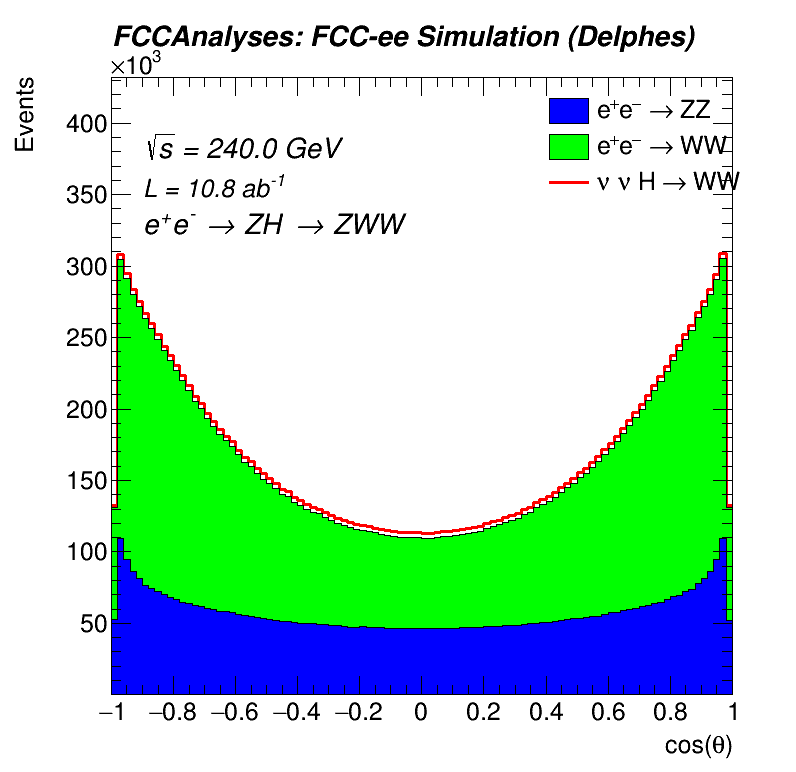 FCCAnalyses: FCC-ee Simulation (Delphes)
×10³
Events
400
350
300
250
200
150
100
50
√s = 240.0 GeV
L = 10.8 ab⁻¹
e⁺e⁻ → ZH → ZWW
e⁺e⁻ → ZZ
e⁺e⁻ → WW
ν ν H → WW
−1 −0.8 −0.6 −0.4 −0.2 0 0.2 0.4 0.6 0.8 1
cos(θ)